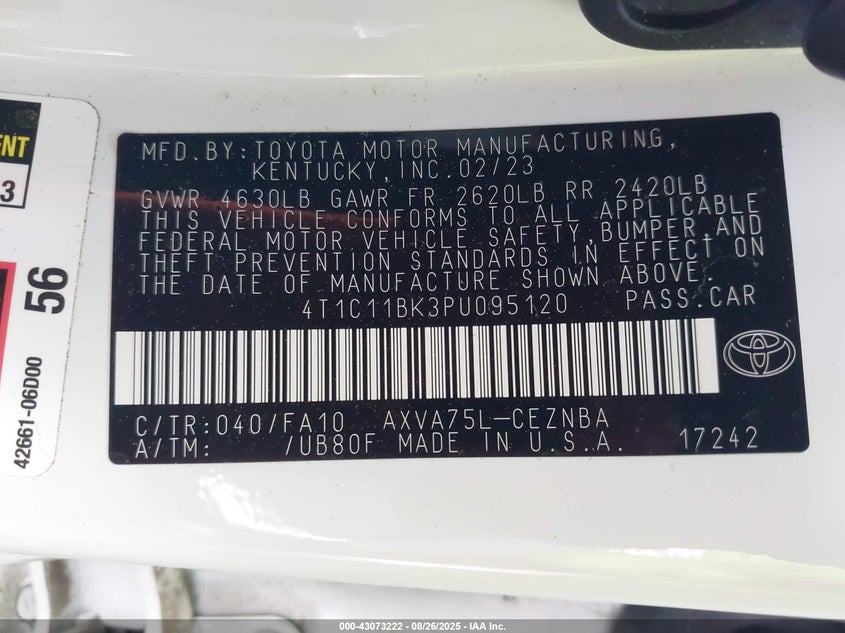 MFD.BY:TOYOTA MOTOR MANUFACTURING,
KENTUCKY,INC.02/23
GVWR 4630LB GAWR FR 2620LB RR 2420LB
THIS VEHICLE CONFORMS TO ALL APPLICABLE
FEDERAL MOTOR VEHICLE SAFETY,BUMPER,AND
THEFT PREVENTION STANDARDS IN EFFECT ON
THE DATE OF MANUFACTURE SHOWN ABOVE.
4T1C11BK3PU095120 PASS.CAR
C/TR:040/FA10 AXVA75L-CEZNBA
A/TM: /UB80F MADE IN U.S.A. 17242
ENT
3
56
42661-06D00
000-43073222 - 08/26/2025 - IAA Inc.